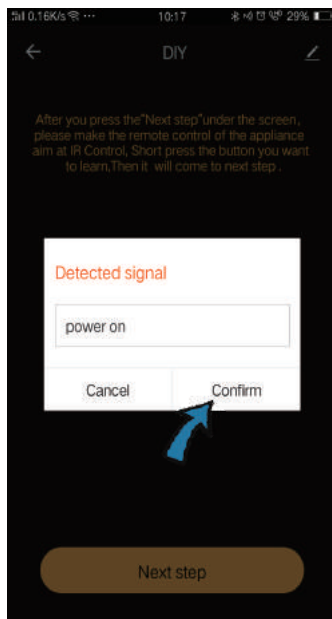 0.16K/s ··· 10:17 29%
DIY
After you press the"Next step"under the screen,
please make the remote control of the appliance
aim at IR Control, Short press the button you want
to learn,Then it will come to next step .
Detected signal
power on
Cancel Confirm
Next step